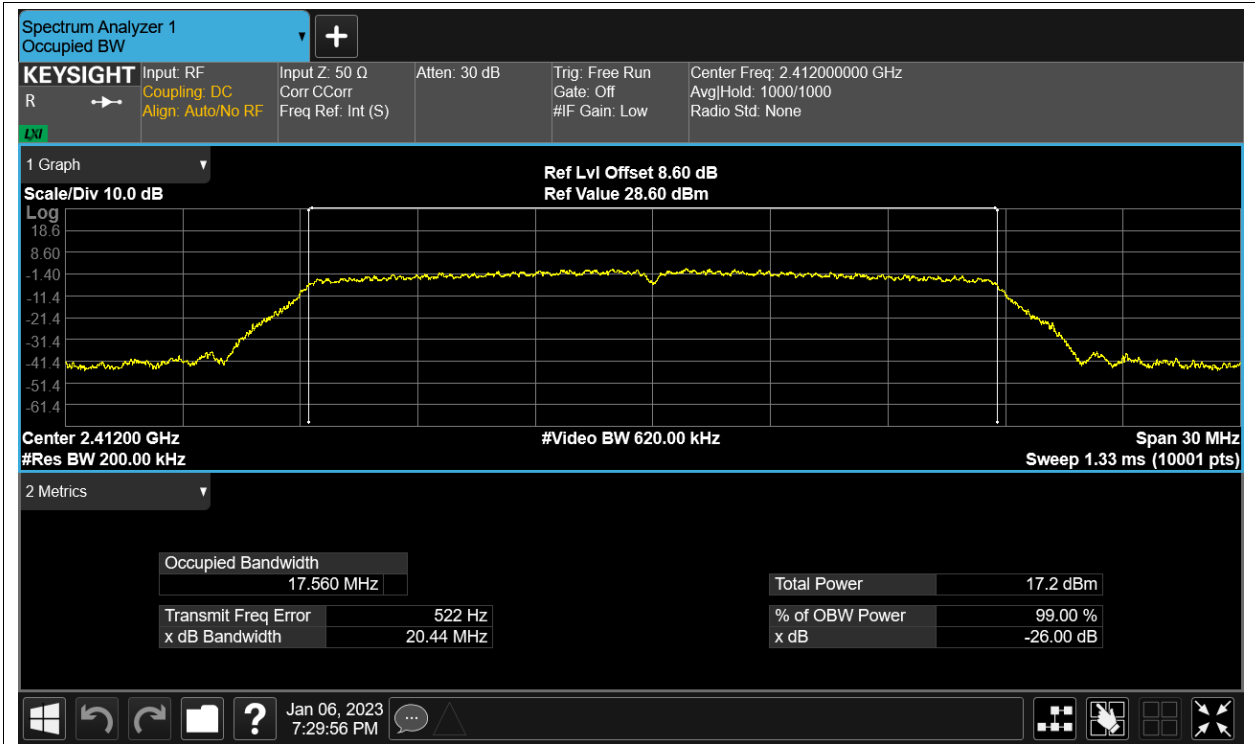 Spectrum Analyzer 1
Occupied BW
KEYSIGHT
R
LXI
Input: RF
Coupling: DC
Align: Auto/No RF
Input Z: 50 Ω
Corr CCorr
Freq Ref: Int (S)
Atten: 30 dB
Trig: Free Run
Gate: Off
#IF Gain: Low
Center Freq: 2.412000000 GHz
Avg|Hold: 1000/1000
Radio Std: None
1 Graph
Scale/Div 10.0 dB
Ref Lvl Offset 8.60 dB
Ref Value 28.60 dBm
Log
18.6
8.60
-1.40
-11.4
-21.4
-31.4
-41.4
-51.4
-61.4
Center 2.41200 GHz
#Video BW 620.00 kHz
Span 30 MHz
#Res BW 200.00 kHz
Sweep 1.33 ms (10001 pts)
2 Metrics
Occupied Bandwidth
17.560 MHz
Total Power 17.2 dBm
Transmit Freq Error 522 Hz
% of OBW Power 99.00 %
x dB Bandwidth 20.44 MHz
x dB -26.00 dB
?
Jan 06, 2023
7:29:56 PM